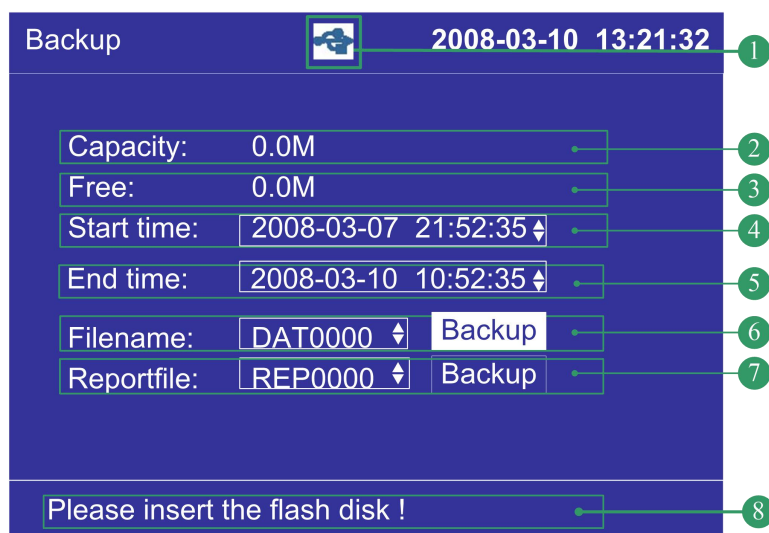 Backup 2008-03-10 13:21:32 1
Capacity: 0.0M 2
Free: 0.0M 3
Start time: 2008-03-07 21:52:35 4
End time: 2008-03-10 10:52:35 5
Filename: DAT0000 Backup 6
Reportfile: REP0000 Backup 7
Please insert the flash disk ! 8